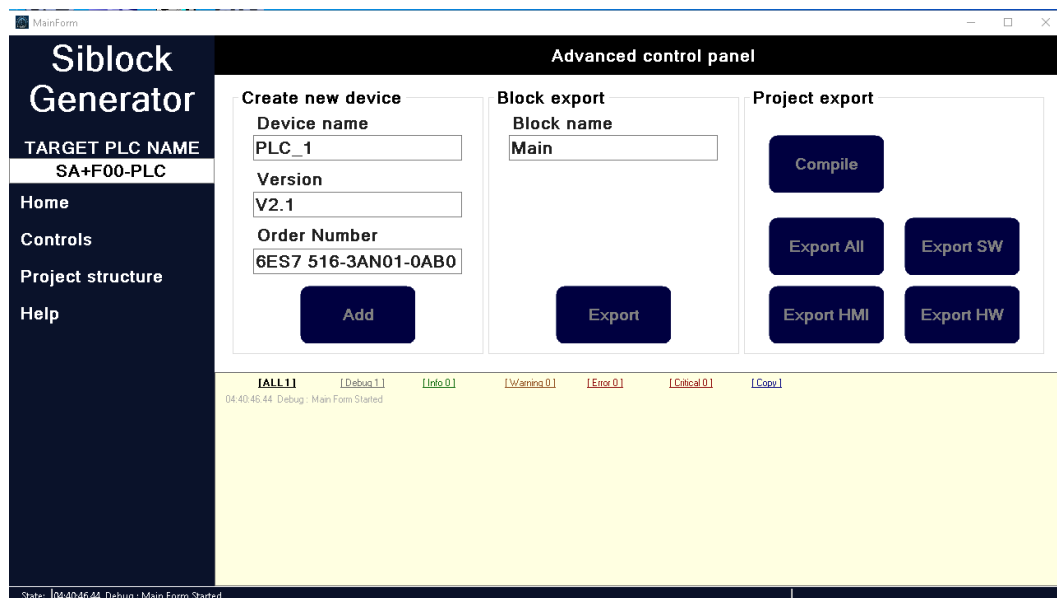 MainForm
Siblock
Generator
TARGET PLC NAME
SA+F00-PLC
Home
Controls
Project structure
Help
Advanced control panel
Create new device
Device name
PLC_1
Version
V2.1
Order Number
6ES7 516-3AN01-0AB0
Add
Block export
Block name
Main
Export
Project export
Compile
Export All
Export SW
Export HMI
Export HW
[ALL 1] [Debug 1] [Info 0] [Warning 0] [Error 0] [Critical 0] [Copy]
04:40:46.44 Debug : Main Form Started
State: 04:40:46.44 Debug : Main Form Started